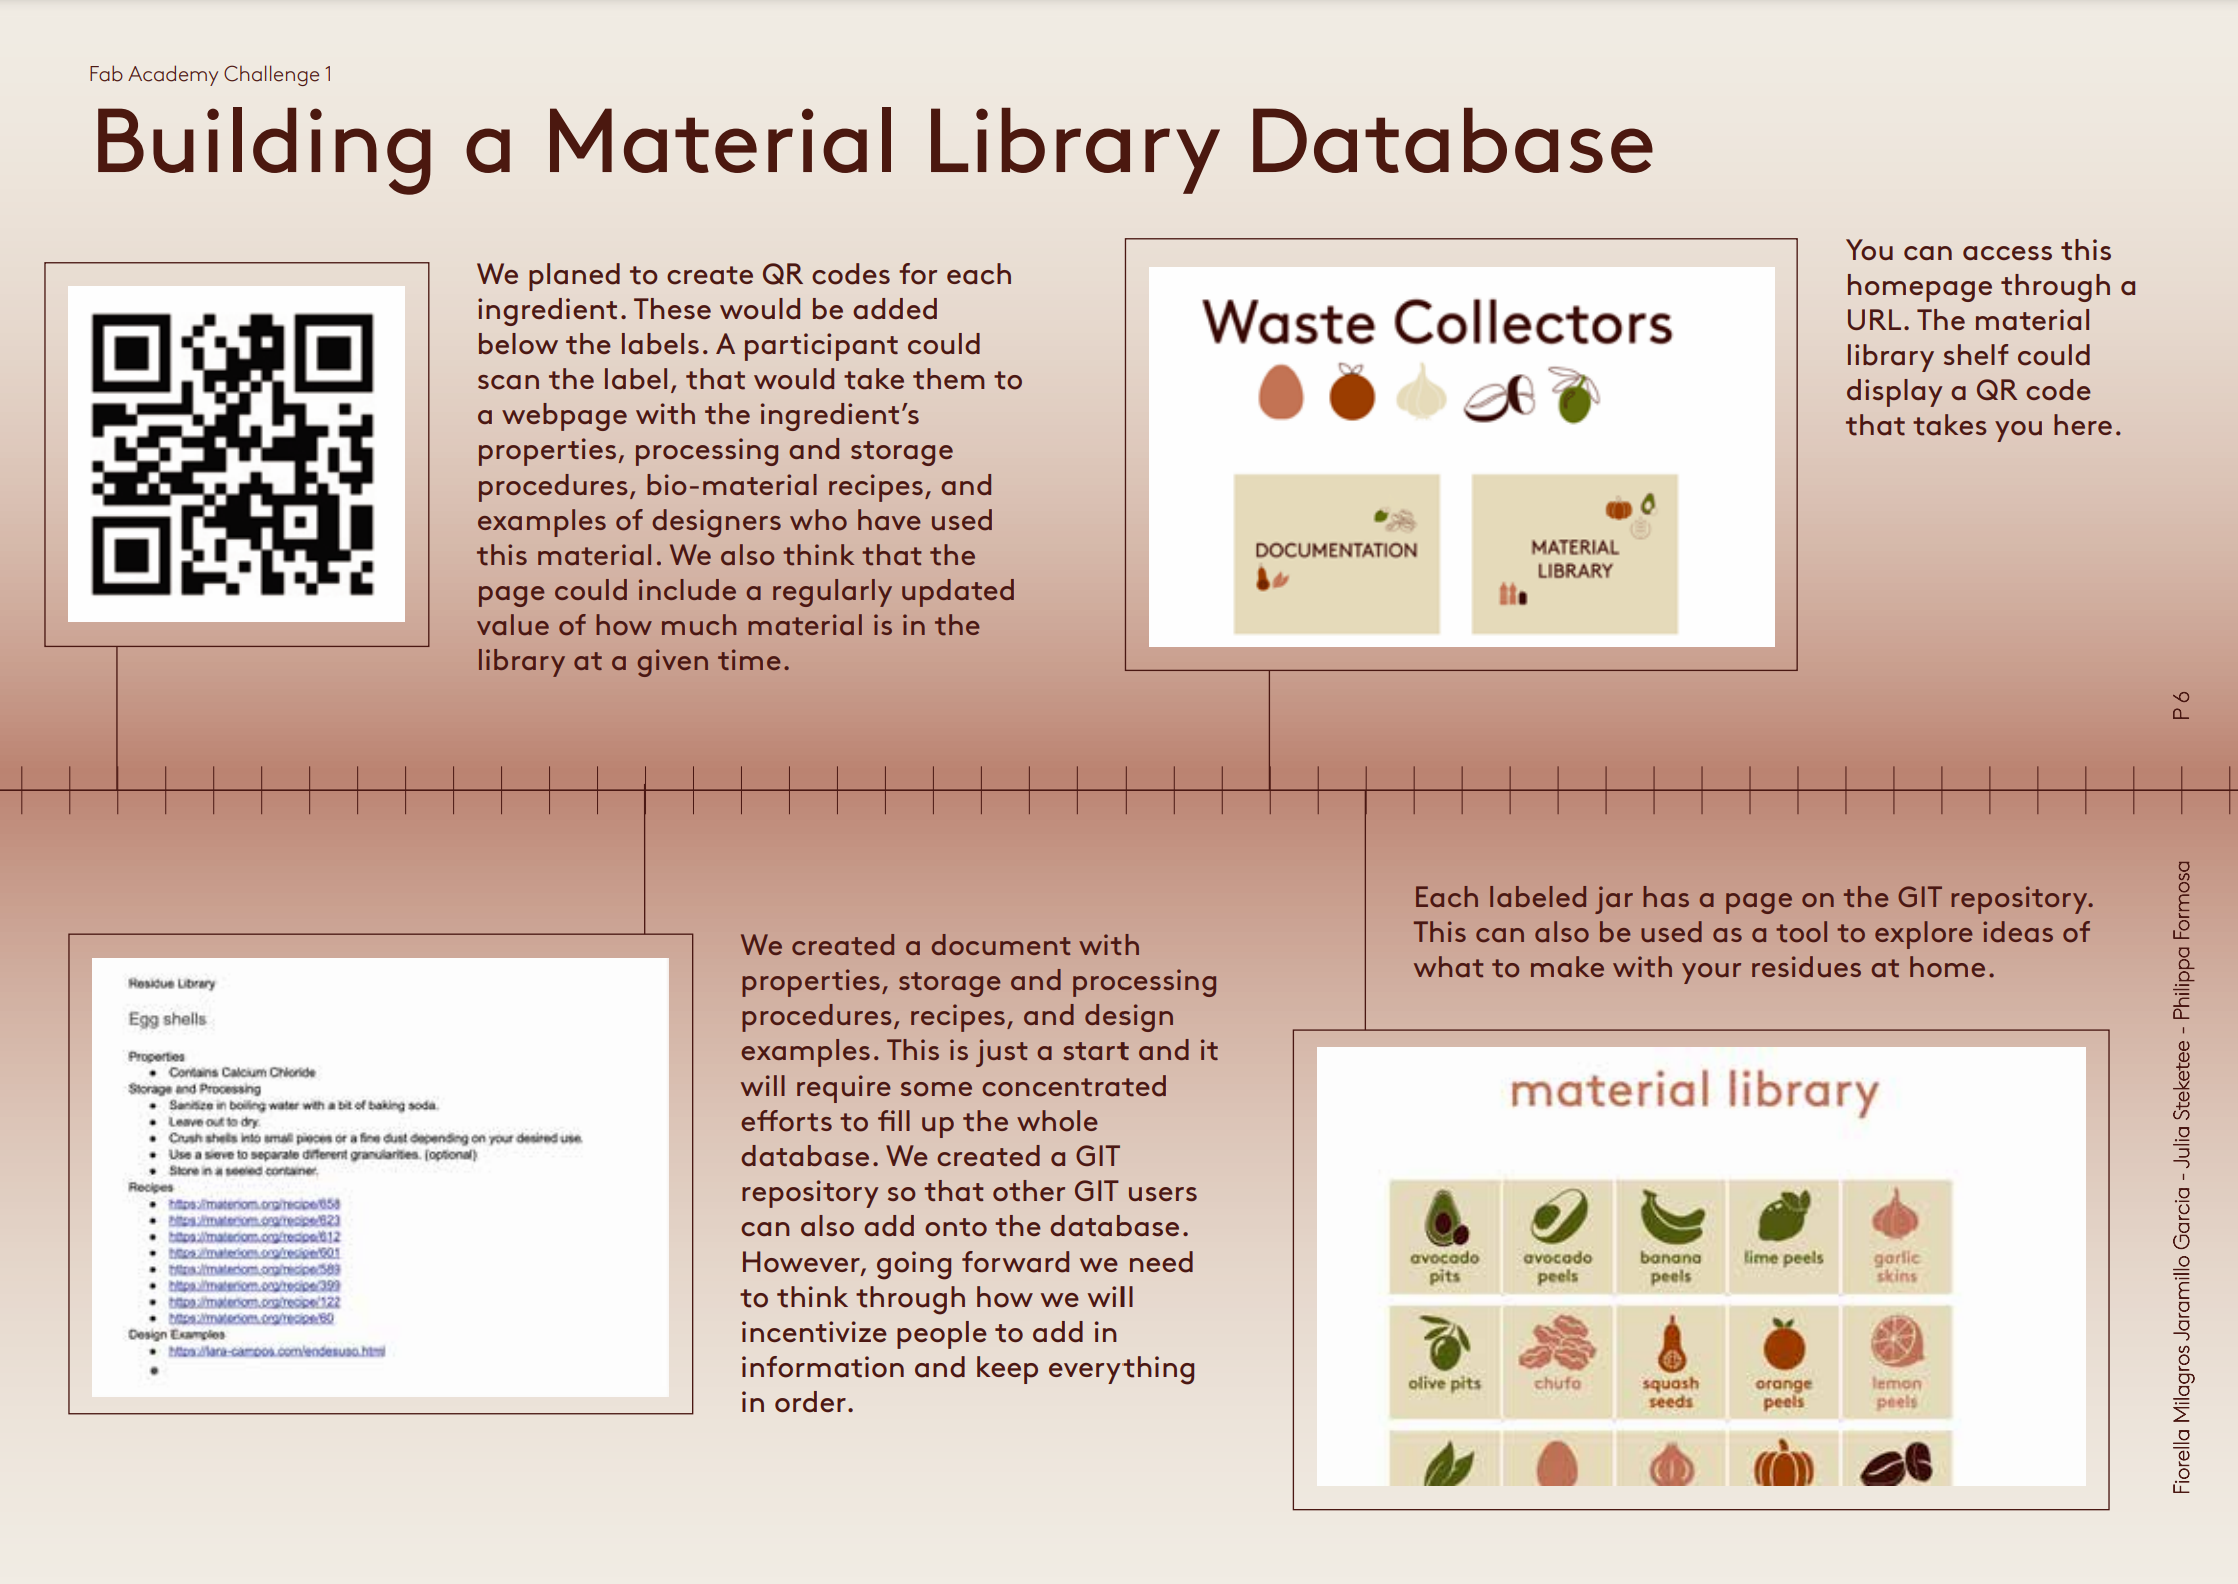 Fab Academy Challenge 1
Building a Material Library Database
We planed to create QR codes for each
ingredient. These would be added
below the labels. A participant could
scan the label, that would take them to
a webpage with the ingredient's
properties, processing and storage
procedures, bio-material recipes, and
examples of designers who have used
this material. We also think that the
page could include a regularly updated
value of how much material is in the
library at a given time.
Waste Collectors
DOCUMENTATION
MATERIAL
LIBRARY
You can access this
homepage through a
URL. The material
library shelf could
display a QR code
that takes you here.
P 6
Residue Library
Egg shells
Properties
• Contains Calcium Chloride
Storage and Processing
• Sanitize in boiling water with a bit of baking soda.
• Leave out to dry.
• Crush shells into small pieces or a fine dust depending on your desired use.
• Use a sieve to separate different granularities. (optional)
• Store in a seeled container.
Recipes
• https://materiom.org/recipe/658
• https://materiom.org/recipe/623
• https://materiom.org/recipe/612
• https://materiom.org/recipe/601
• https://materiom.org/recipe/589
• https://materiom.org/recipe/399
• https://materiom.org/recipe/122
• https://materiom.org/recipe/60
Design Examples
• https://lara-campos.com/endesuso.html
•
We created a document with
properties, storage and processing
procedures, recipes, and design
examples. This is just a start and it
will require some concentrated
efforts to fill up the whole
database. We created a GIT
repository so that other GIT users
can also add onto the database.
However, going forward we need
to think through how we will
incentivize people to add in
information and keep everything
in order.
Each labeled jar has a page on the GIT repository.
This can also be used as a tool to explore ideas of
what to make with your residues at home.
material library
avocado
pits
avocado
peels
banana
peels
lime peels
garlic
skins
olive pits
chufa
squash
seeds
orange
peels
lemon
peels
Fiorella Milagros Jaramillo Garcia - Julia Steketee - Philippa Formosa